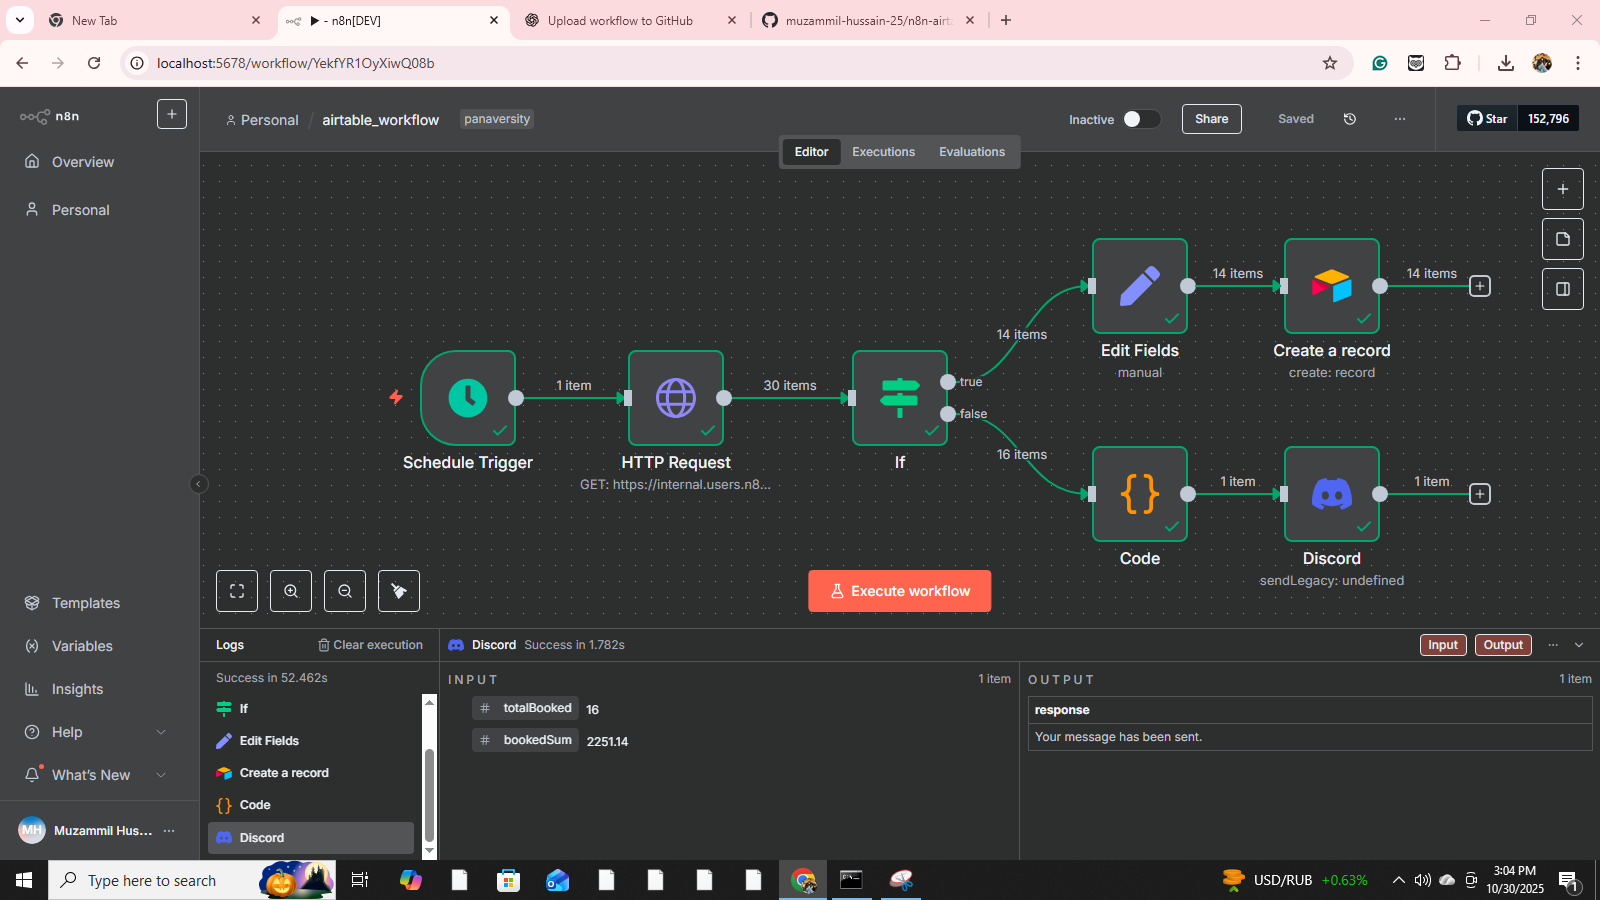 New Tab
▶ - n8n[DEV]
Upload workflow to GitHub
muzammil-hussain-25/n8n-airta
localhost:5678/workflow/YekfYR1OyXiwQ08b
n8n
Personal / airtable_workflow panaversity
Inactive
Share
Saved
Star 152,796
Editor Executions Evaluations
Overview
Personal
14 items
14 items
14 items
Edit Fields
manual
Create a record
create: record
1 item
30 items
true
false
Schedule Trigger
HTTP Request
GET: https://internal.users.n8...
If
16 items
1 item
1 item
{}
Code
Discord
sendLegacy: undefined
Execute workflow
Templates
Variables
Insights
Help
What's New
MH Muzammil Hus...
Logs
Clear execution
Success in 52.462s
If
Edit Fields
Create a record
{} Code
Discord
Discord Success in 1.782s
Input Output
INPUT 1 item
# totalBooked 16
# bookedSum 2251.14
OUTPUT 1 item
response
Your message has been sent.
Type here to search
USD/RUB +0.63%
3:04 PM
10/30/2025
1